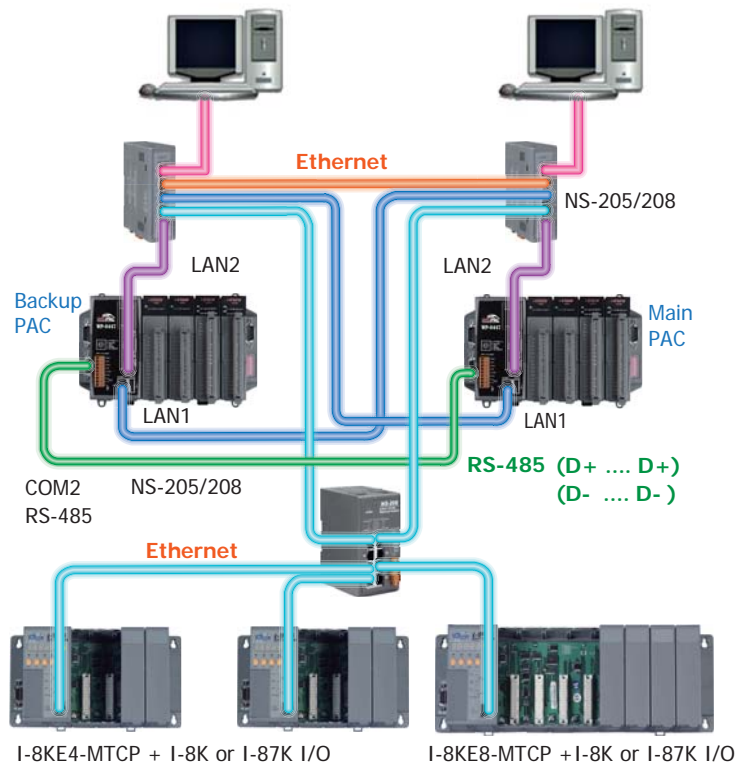 Ethernet
NS-205/208
LAN2
LAN2
Backup
PAC
Main
PAC
LAN1
LAN1
RS-485 (D+ .... D+)
(D- .... D- )
COM2
RS-485
NS-205/208
Ethernet
I-8KE4-MTCP + I-8K or I-87K I/O
I-8KE8-MTCP +I-8K or I-87K I/O